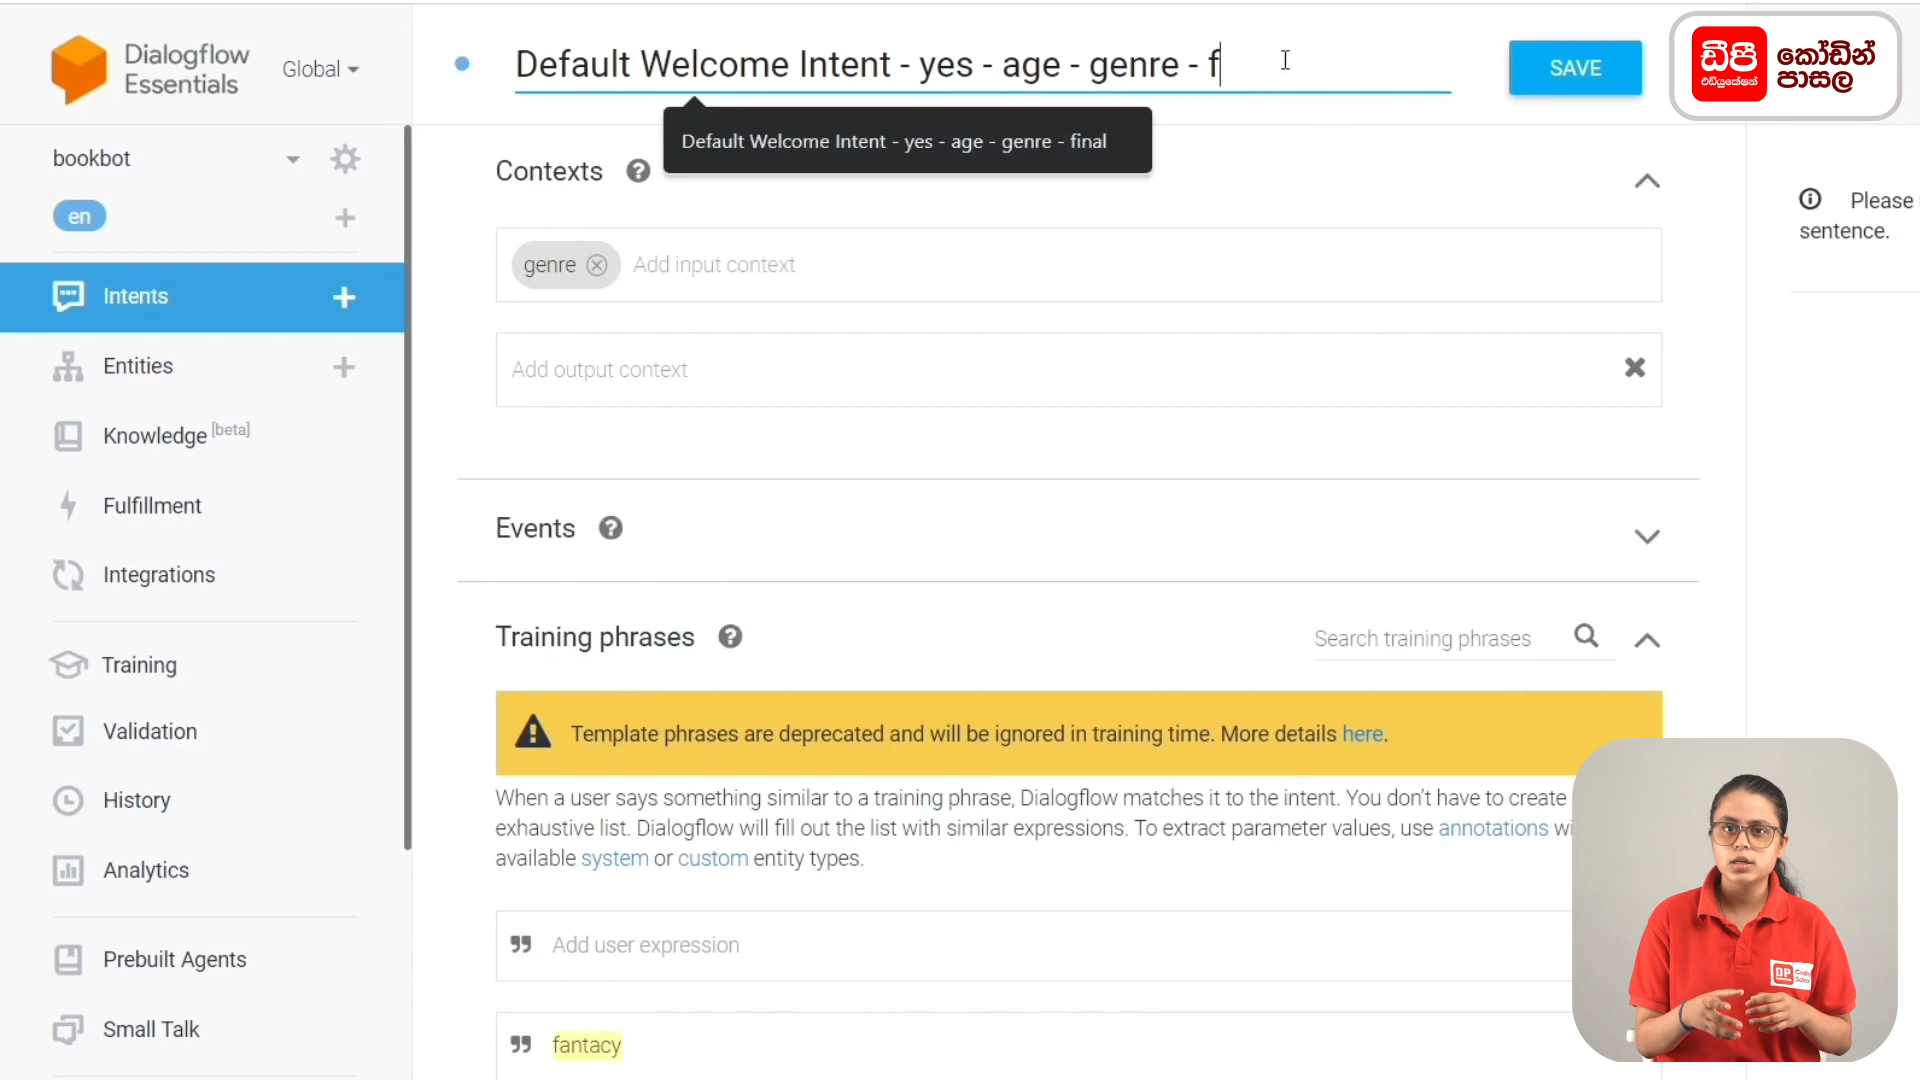 Dialogflow
Essentials
Global
Default Welcome Intent - yes - age - genre - f
SAVE
ඩීපී
එඩියුකේෂන්
කෝඩින්
පාසල
Default Welcome Intent - yes - age - genre - final
bookbot
en
Intents
Entities
Knowledge [beta]
Fulfillment
Integrations
Training
Validation
History
Analytics
Prebuilt Agents
Small Talk
Contexts
genre
Add input context
Add output context
Events
Training phrases
Search training phrases
Template phrases are deprecated and will be ignored in training time. More details here.
When a user says something similar to a training phrase, Dialogflow matches it to the intent. You don't have to create
exhaustive list. Dialogflow will fill out the list with similar expressions. To extract parameter values, use annotations wi
available system or custom entity types.
Add user expression
fantacy
Please
sentence.
DP